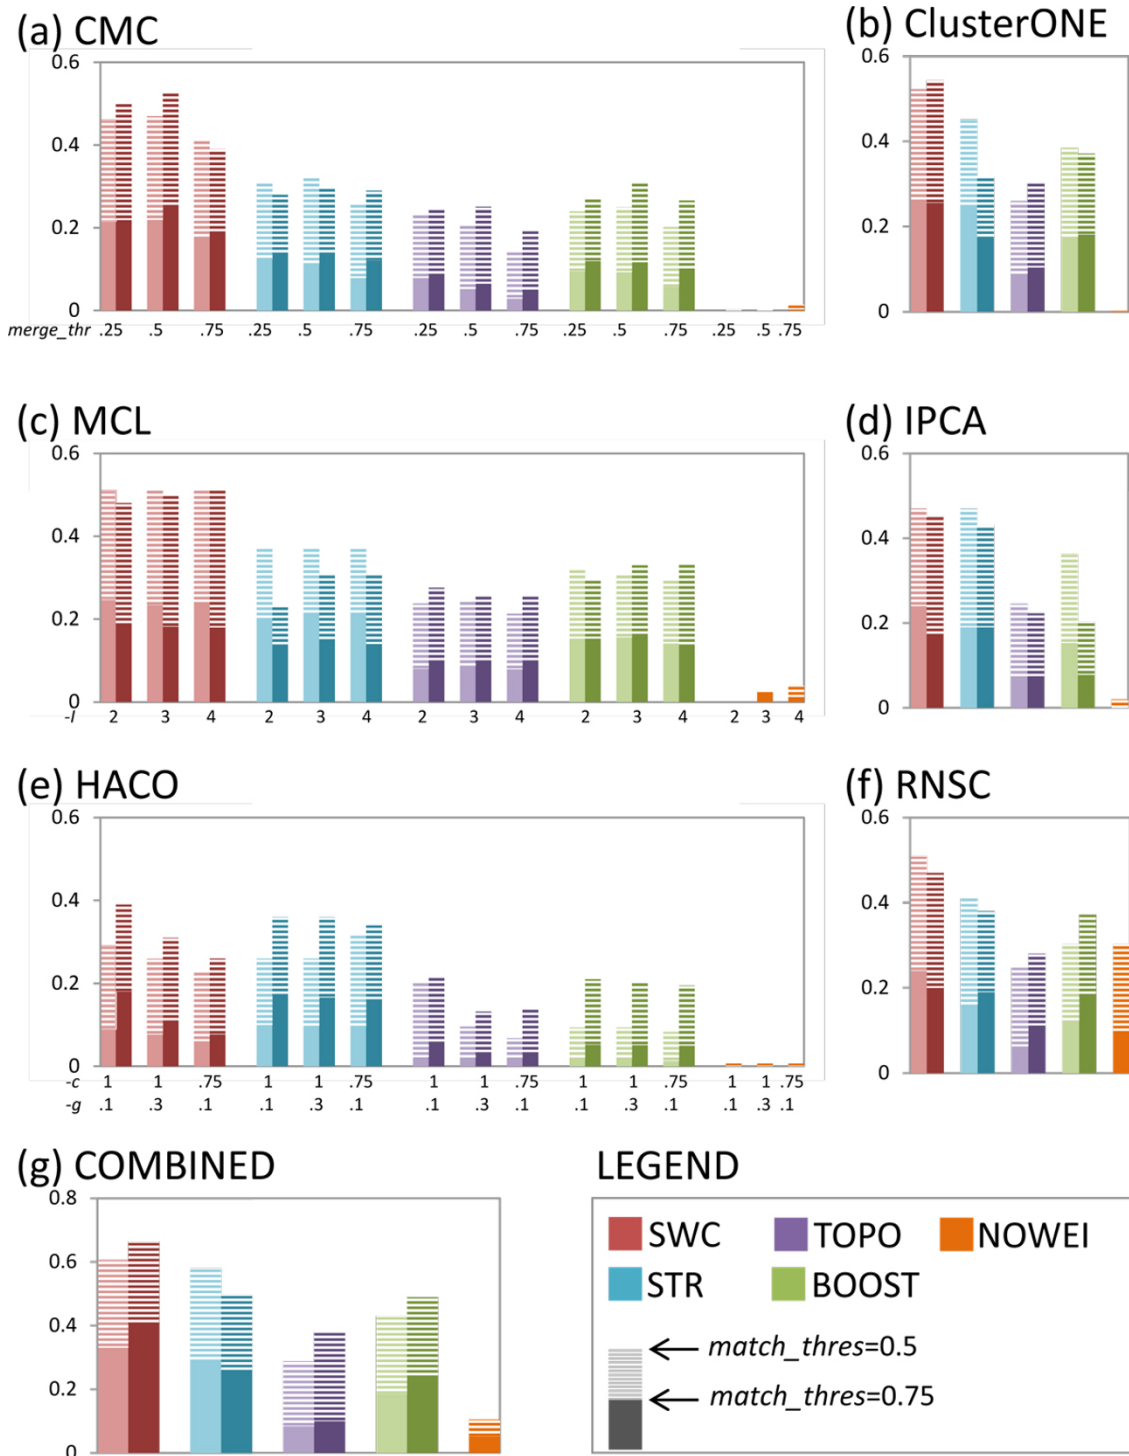 (a) CMC
0.6
0.4
0.2
0
merge_thr .25 .5 .75 .25 .5 .75 .25 .5 .75 .25 .5 .75 .25 .5 .75
(b) ClusterONE
0.6
0.4
0.2
0
(c) MCL
0.6
0.4
0.2
0
-I 2 3 4 2 3 4 2 3 4 2 3 4 2 3 4
(d) IPCA
0.6
0.4
0.2
0
(e) HACO
0.6
0.4
0.2
0
-c 1 1 .75 1 1 .75 1 1 .75 1 1 .75 1 1 .75
-g .1 .3 .1 .1 .3 .1 .1 .3 .1 .1 .3 .1 .1 .3 .1
(f) RNSC
0.6
0.4
0.2
0
(g) COMBINED
0.8
0.6
0.4
0.2
0
LEGEND
SWC TOPO NOWEI
STR BOOST
match_thres=0.5
match_thres=0.75